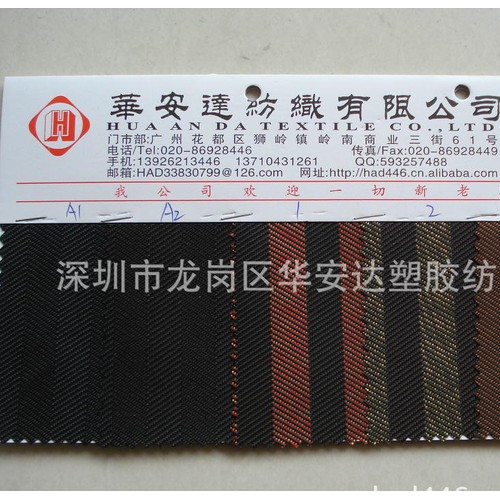 華安達紡織有限公司
HUA AN DA TEXTILE CO., LTD
门市部:广州花都区狮岭镇岭南商业三街61号
电话/Tel:020-86928446 传真/Fax:020-86928449
手机:13926213446 13710431261 QQ:593257488
邮箱:HAD33830799@126.com 网址:http://had446.com
我公司欢迎一切新老
A1 A2 1 2
深圳市龙岗区华安达塑胶纺